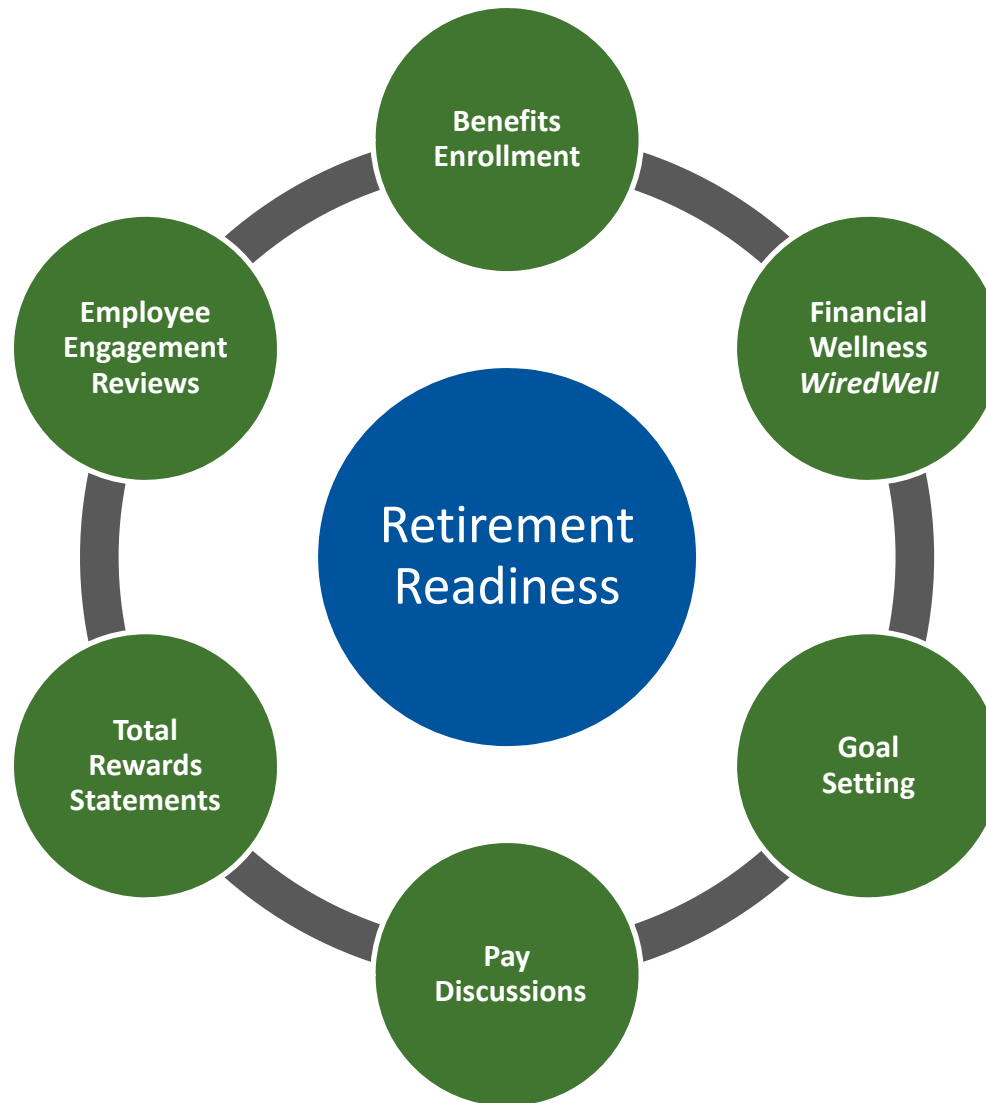 Benefits
Enrollment
Financial
Wellness
WiredWell
Goal
Setting
Pay
Discussions
Total
Rewards
Statements
Employee
Engagement
Reviews
Retirement
Readiness